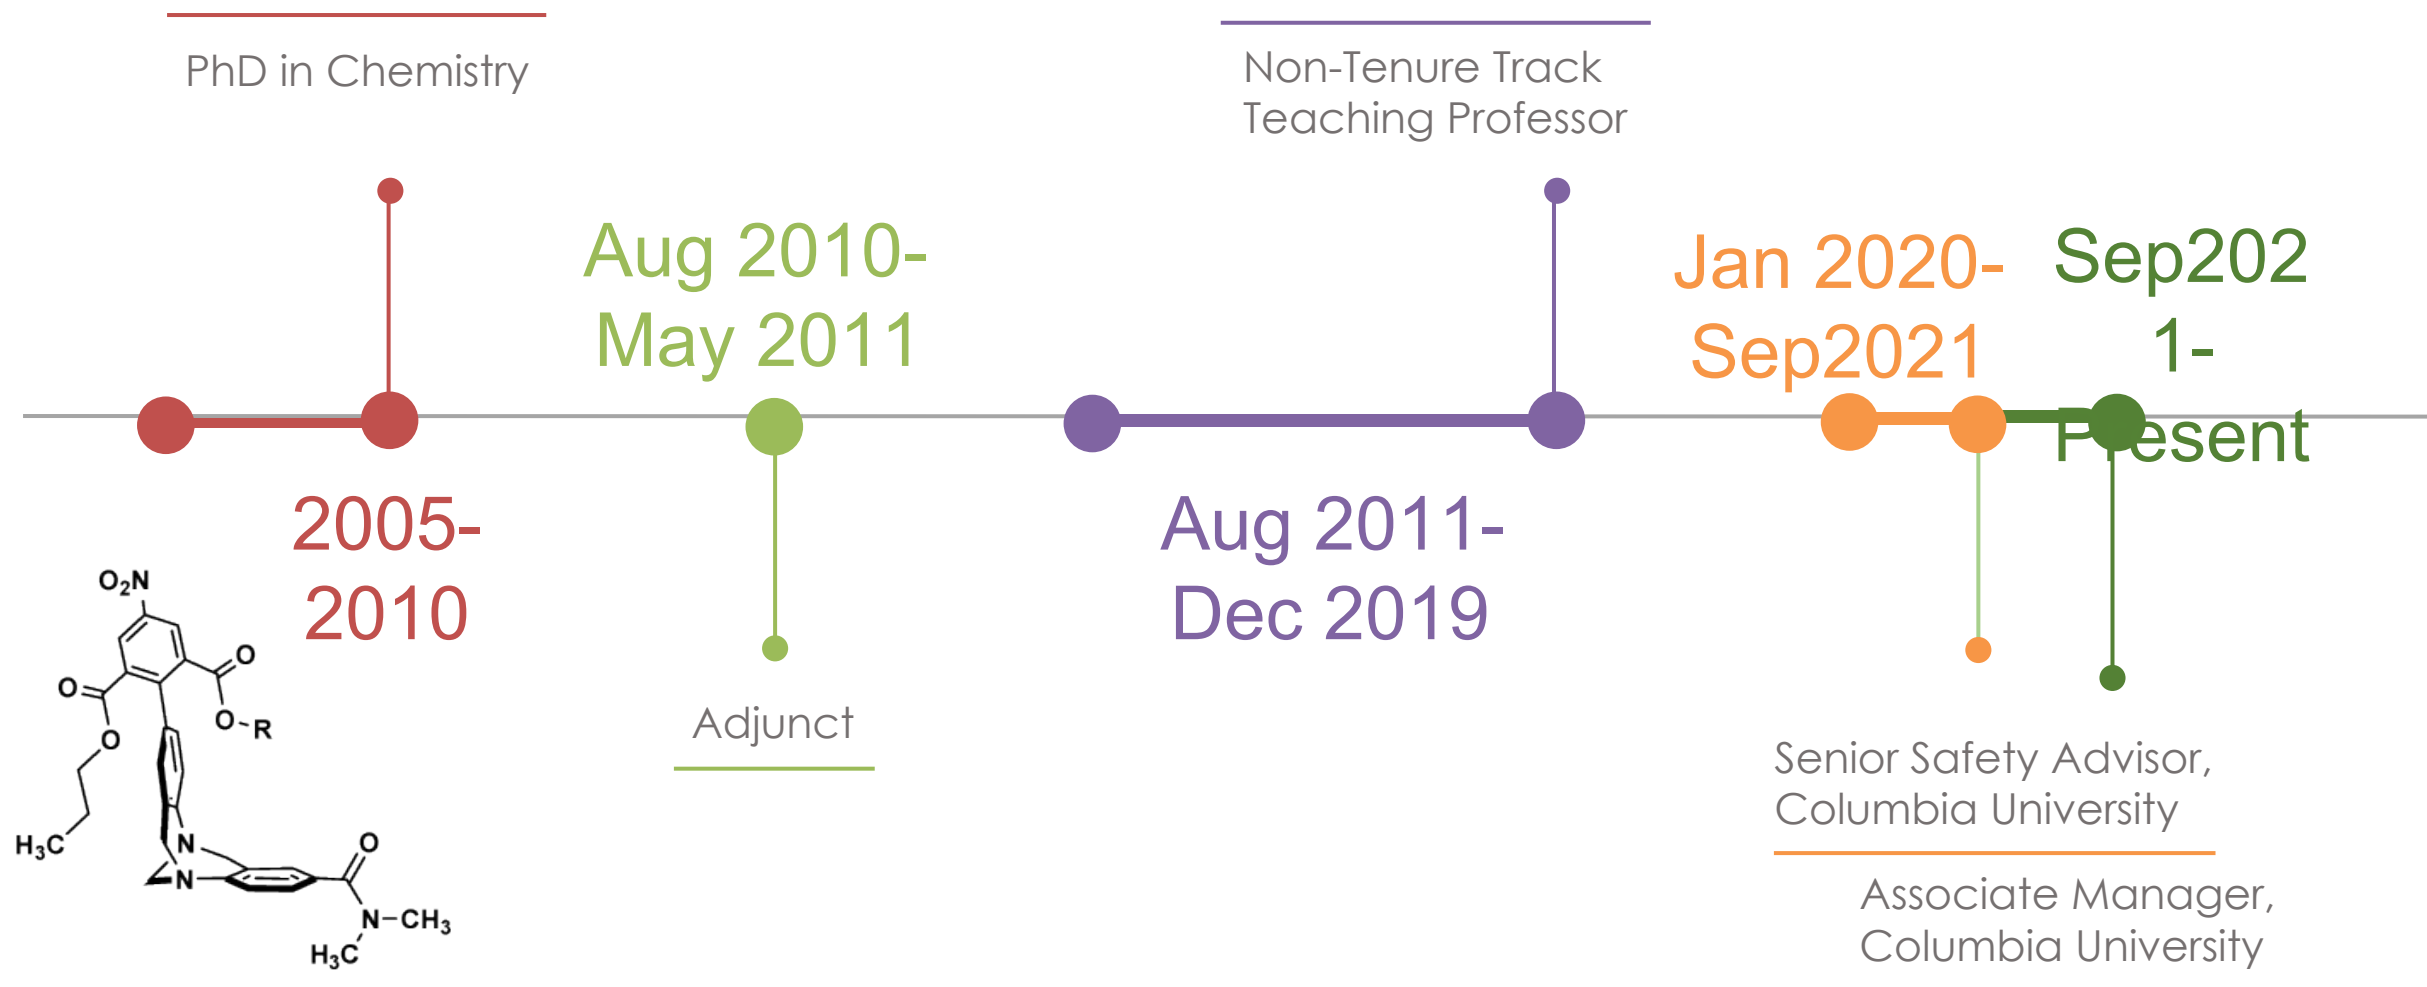 PhD in Chemistry
Non-Tenure Track
Teaching Professor
Aug 2010-
May 2011
Jan 2020-
Sep2021
Sep202
1-
Present
2005-
2010
Aug 2011-
Dec 2019
Adjunct
Senior Safety Advisor,
Columbia University
Associate Manager,
Columbia University
O₂N
O
O
O-R
O
H₃C
N
N
O
N-CH₃
H₃C